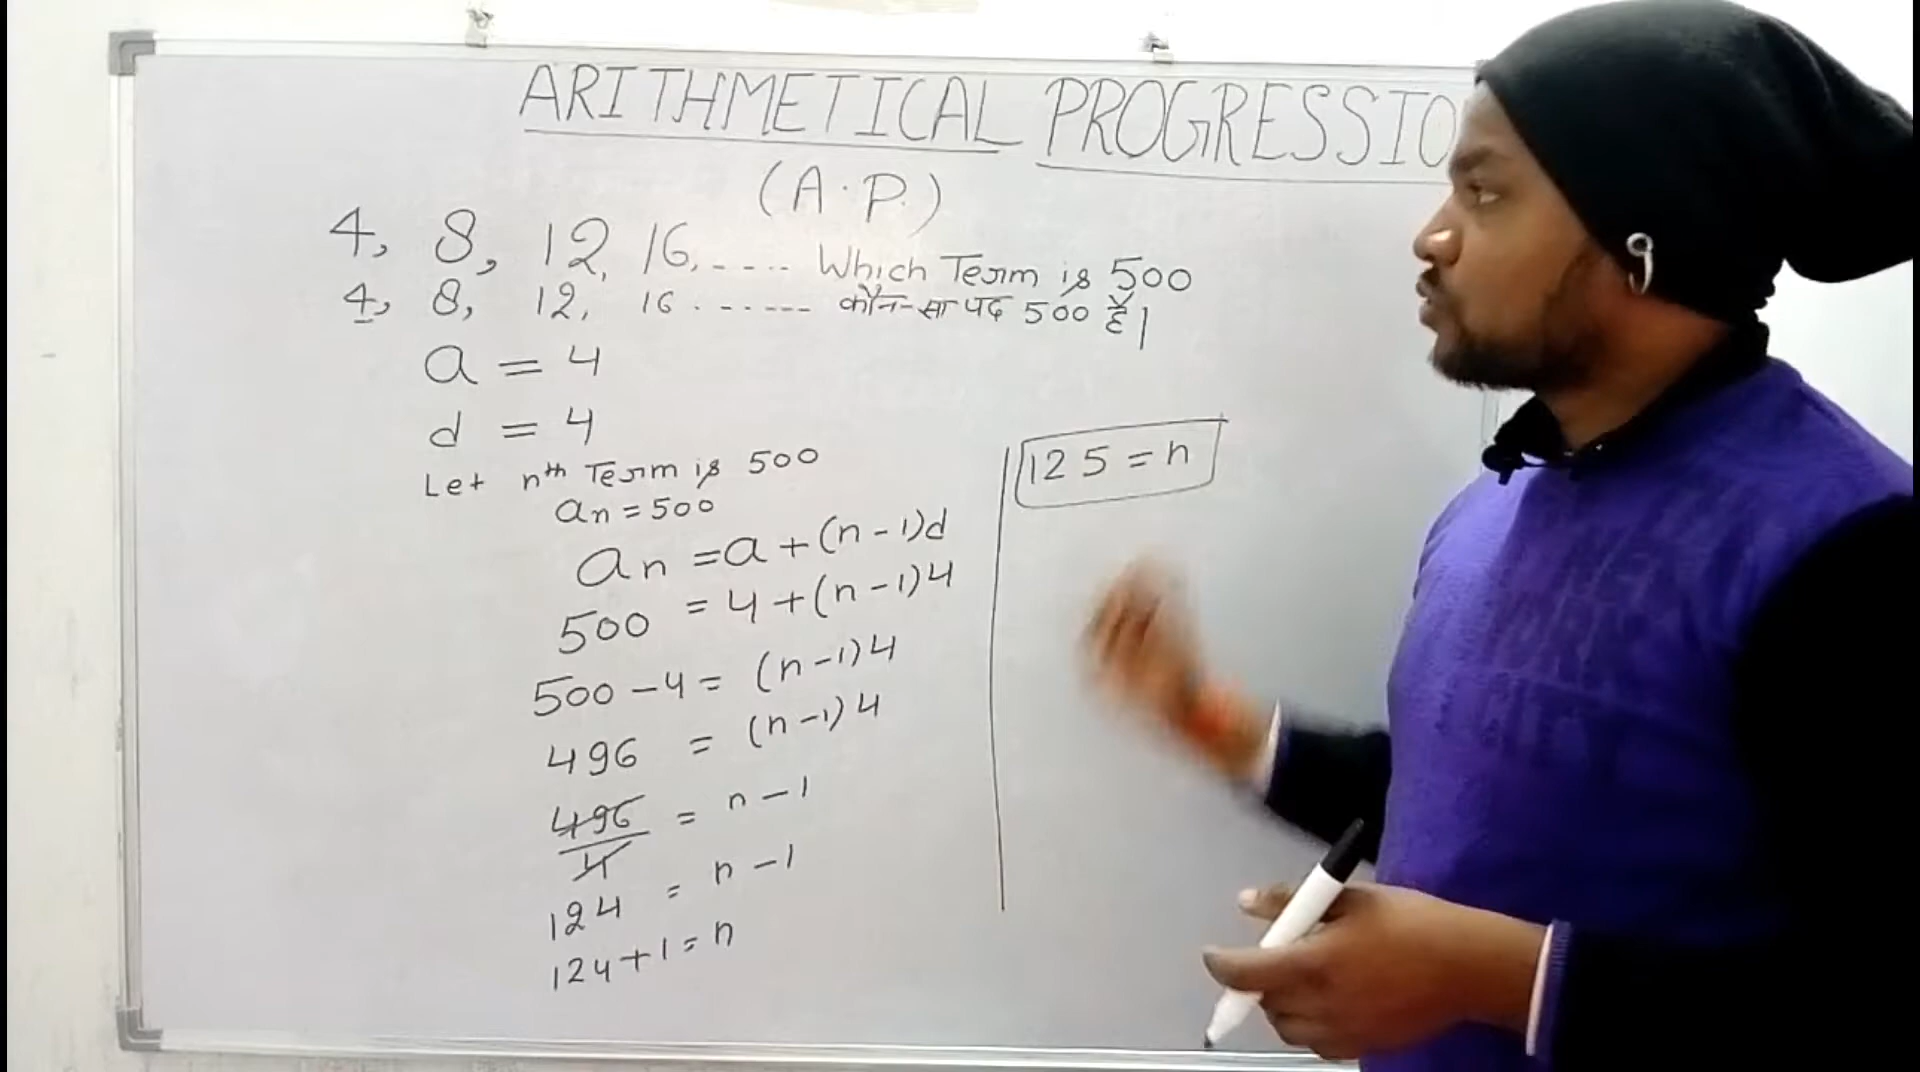 ARITHMETICAL PROGRESSIO
(A.P.)
4, 8, 12, 16, ---- Which Term is 500
4, 8, 12, 16 ------ कौन-सा पद 500 है|
a = 4
d = 4
Let nth Term is 500
an = 500
an = a + (n - 1)d
500 = 4 + (n - 1)4
500 - 4 = (n - 1)4
496 = (n - 1)4
496/4 = n - 1
124 = n - 1
124 + 1 = n
125 = n